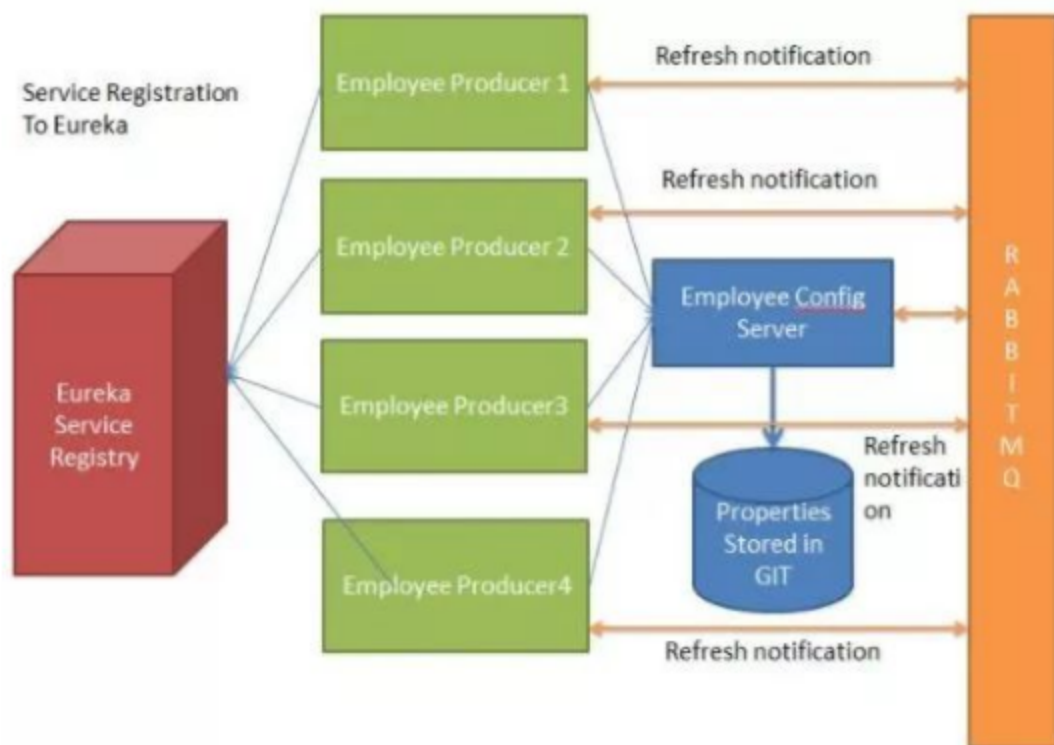 Service Registration
To Eureka
Eureka
Service
Registry
Employee Producer 1
Employee Producer 2
Employee Producer3
Employee Producer4
Refresh notification
Refresh notification
Employee Config
Server
Refresh
notificati
on
Properties
Stored in
GIT
Refresh notification
R
A
B
B
I
T
M
Q